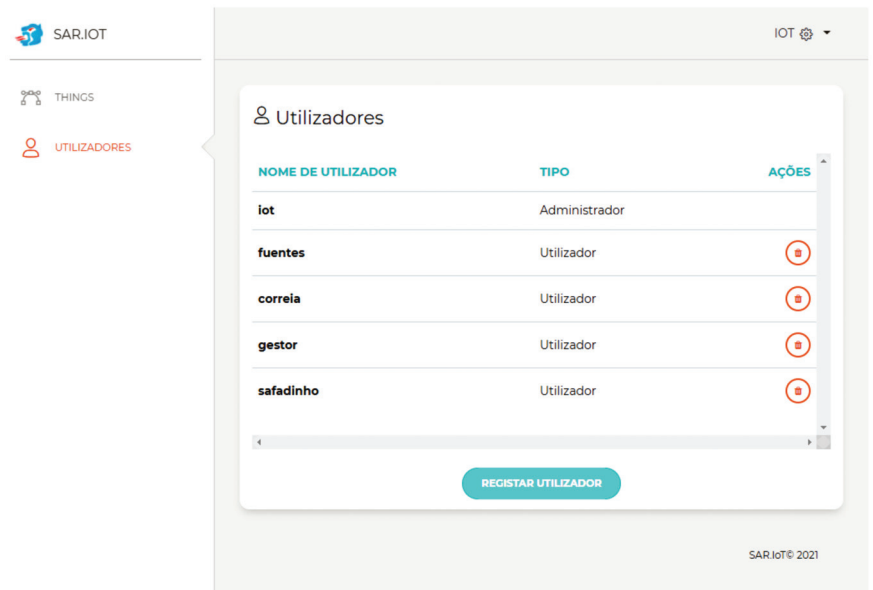 SAR.IOT
IOT
THINGS
UTILIZADORES
Utilizadores
NOME DE UTILIZADOR TIPO AÇÕES
iot Administrador
fuentes Utilizador
correia Utilizador
gestor Utilizador
safadinho Utilizador
REGISTAR UTILIZADOR
SAR.IoT© 2021